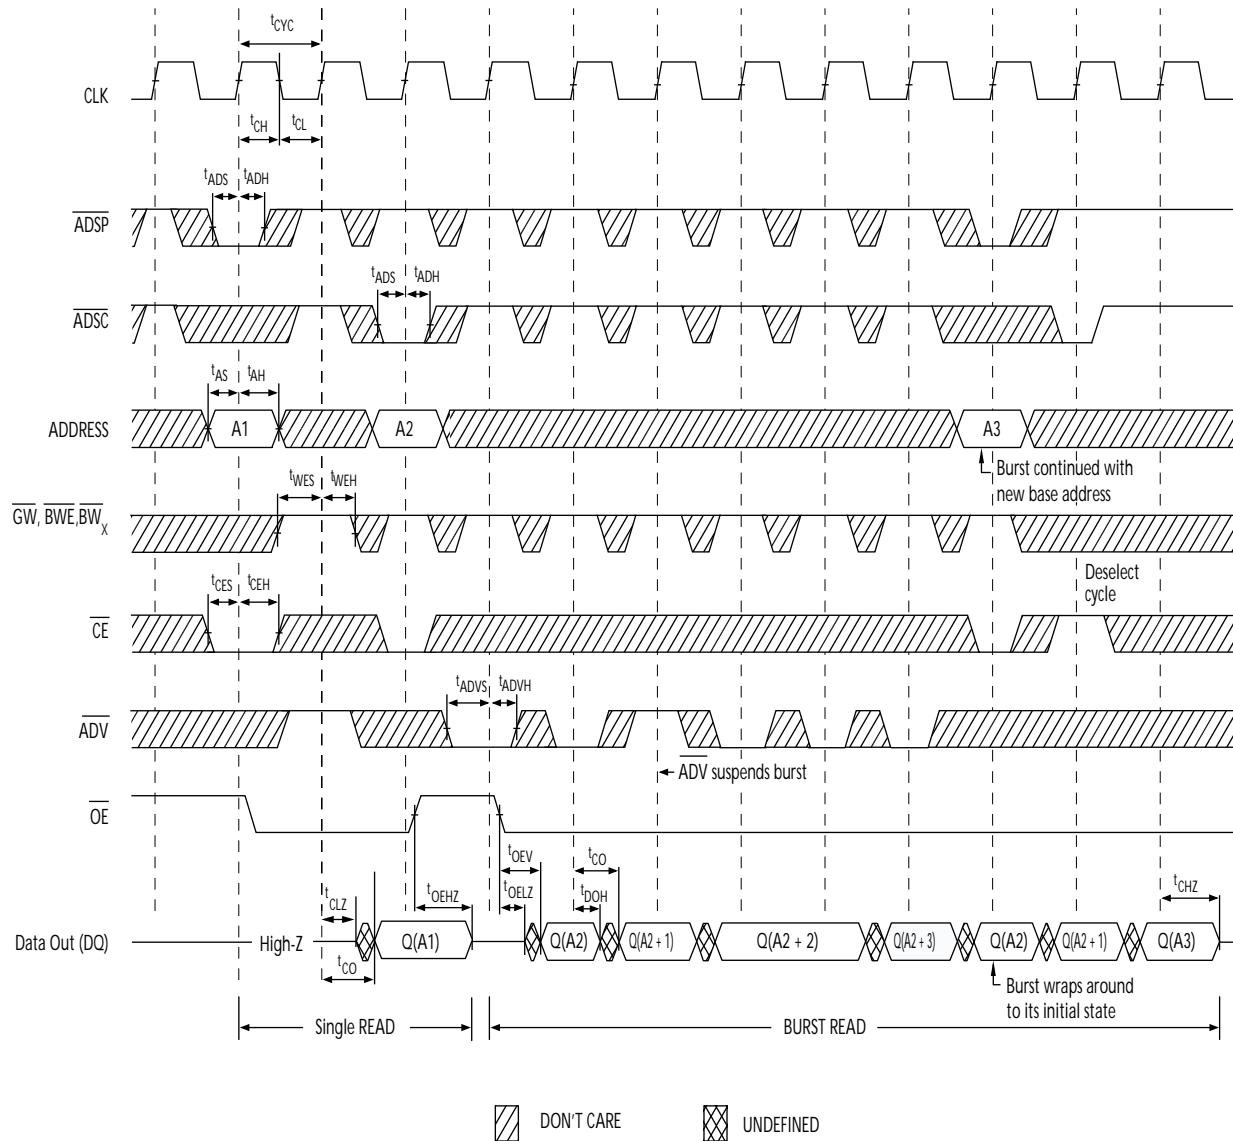 tCYC
CLK
tCH tCL
tADS tADH
ADSP
tADS tADH
ADSC
tAS tAH
ADDRESS A1 A2 A3
Burst continued with
new base address
tWES tWEH
GW, BWE,BWX
Deselect
cycle
tCES tCEH
CE
tADVS tADVH
ADV
ADV suspends burst
OE
tOEV tCO
tCLZ tOEHZ tOELZ tDOH tCHZ
Data Out (DQ) High-Z Q(A1) Q(A2) Q(A2 + 1) Q(A2 + 2) Q(A2 + 3) Q(A2) Q(A2 + 1) Q(A3)
tCO
Burst wraps around
to its initial state
Single READ BURST READ
DON'T CARE UNDEFINED